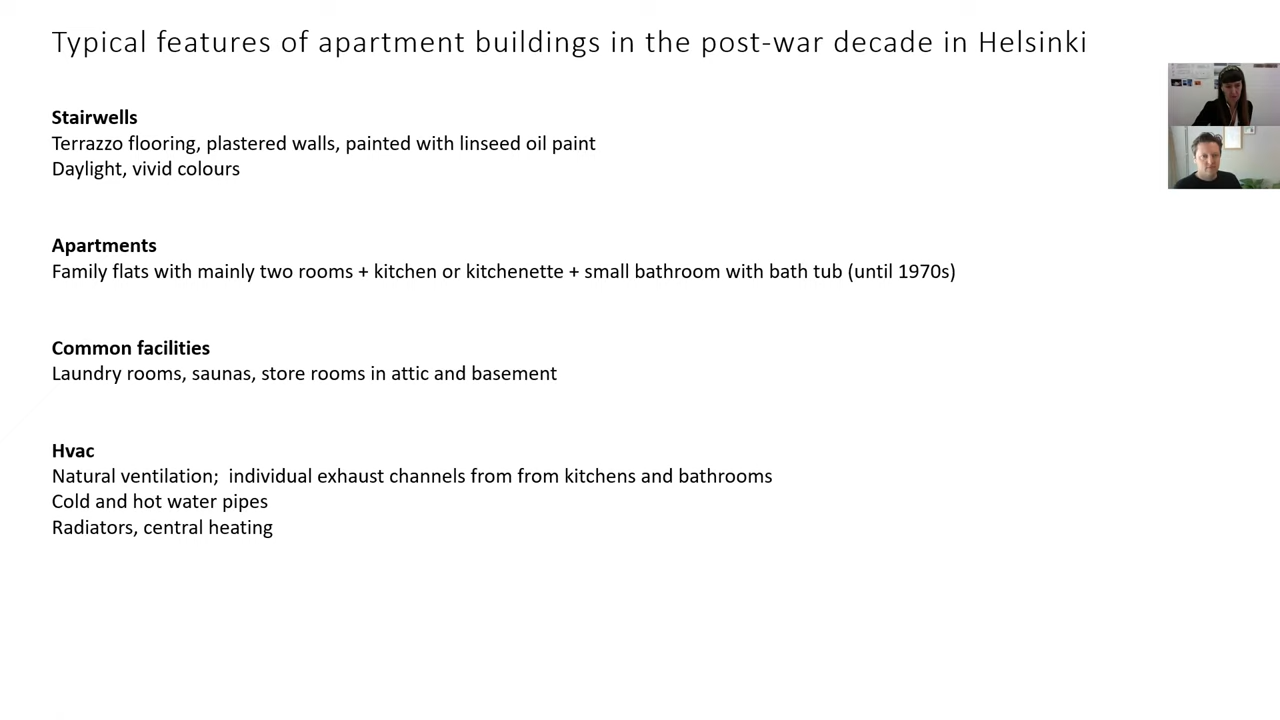 Typical features of apartment buildings in the post-war decade in Helsinki
Stairwells
Terrazzo flooring, plastered walls, painted with linseed oil paint
Daylight, vivid colours
Apartments
Family flats with mainly two rooms + kitchen or kitchenette + small bathroom with bath tub (until 1970s)
Common facilities
Laundry rooms, saunas, store rooms in attic and basement
Hvac
Natural ventilation;  individual exhaust channels from from kitchens and bathrooms
Cold and hot water pipes
Radiators, central heating